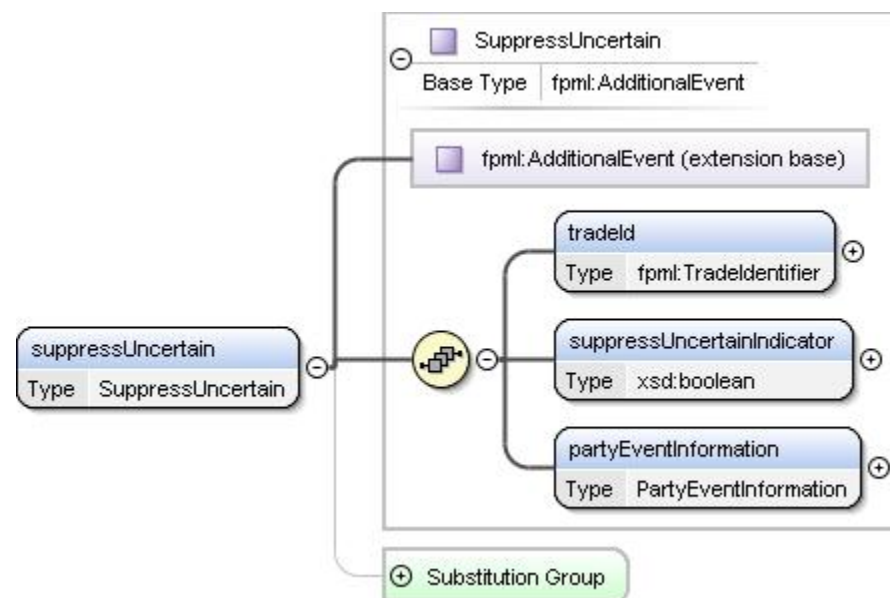 SuppressUncertain
Base Type fpml:AdditionalEvent
fpml:AdditionalEvent (extension base)
tradeId
Type fpml:TradeIdentifier
suppressUncertain
Type SuppressUncertain
suppressUncertainIndicator
Type xsd:boolean
partyEventInformation
Type PartyEventInformation
Substitution Group